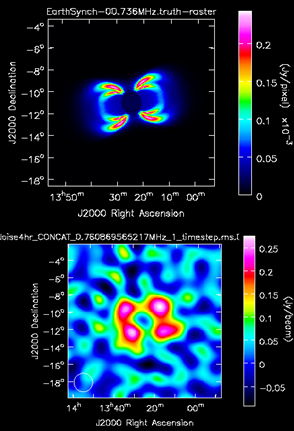 EarthSynch-00.736MHz.truth-raster
−4°
−6°
−8°
−10°
−12°
−14°
−16°
−18°
J2000 Declination
13h50m 30m 20m 10m 00m
J2000 Right Ascension
0.2
0.15
0.1
0.05
0
(Jy/pixel) ×10−3
Noise4hr_CONCAT_0.760869565217MHz_1_timestep.ms.I
−4°
−6°
−8°
−10°
−12°
−14°
−16°
−18°
J2000 Declination
14h 13h40m 20m 00m
J2000 Right Ascension
0.25
0.2
0.15
0.1
0.05
0
−0.05
(Jy/beam)